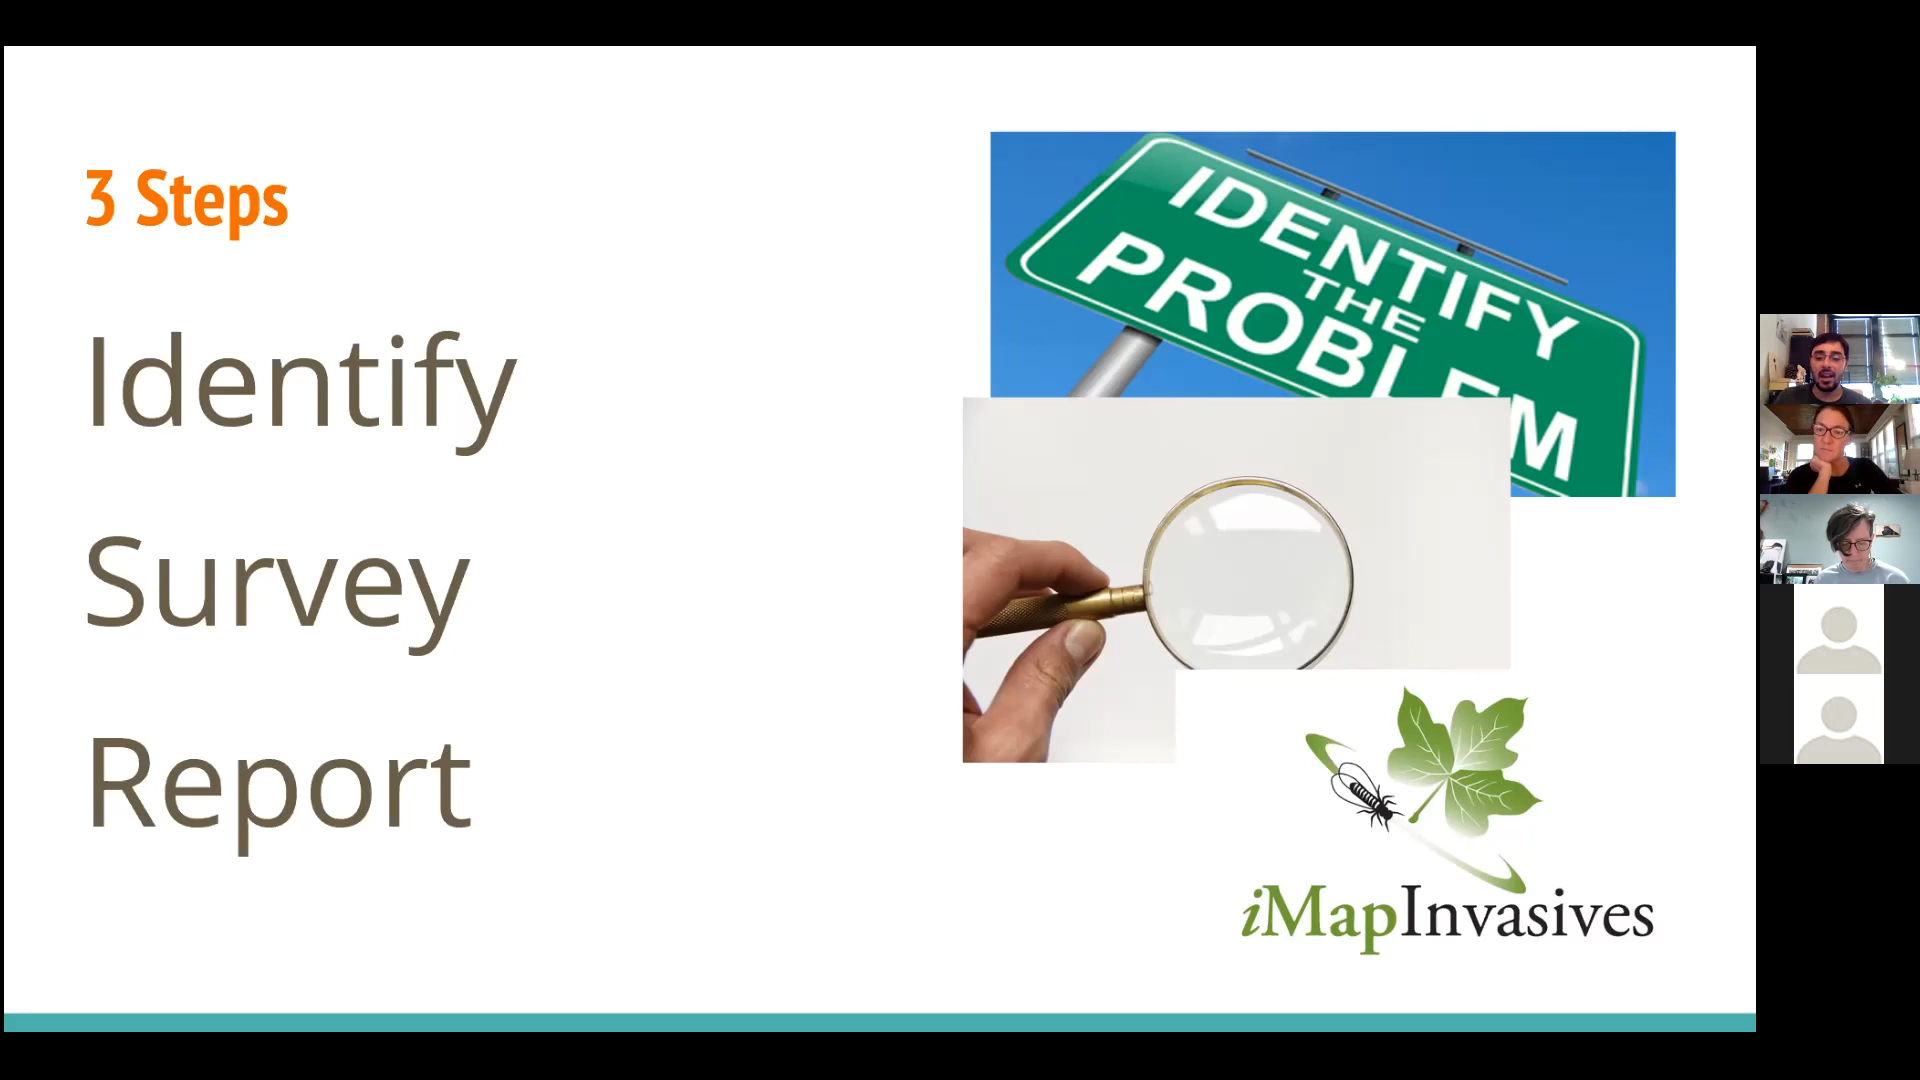 3 Steps
Identify
Survey
Report
IDENTIFY
THE
PROBLEM
iMapInvasives